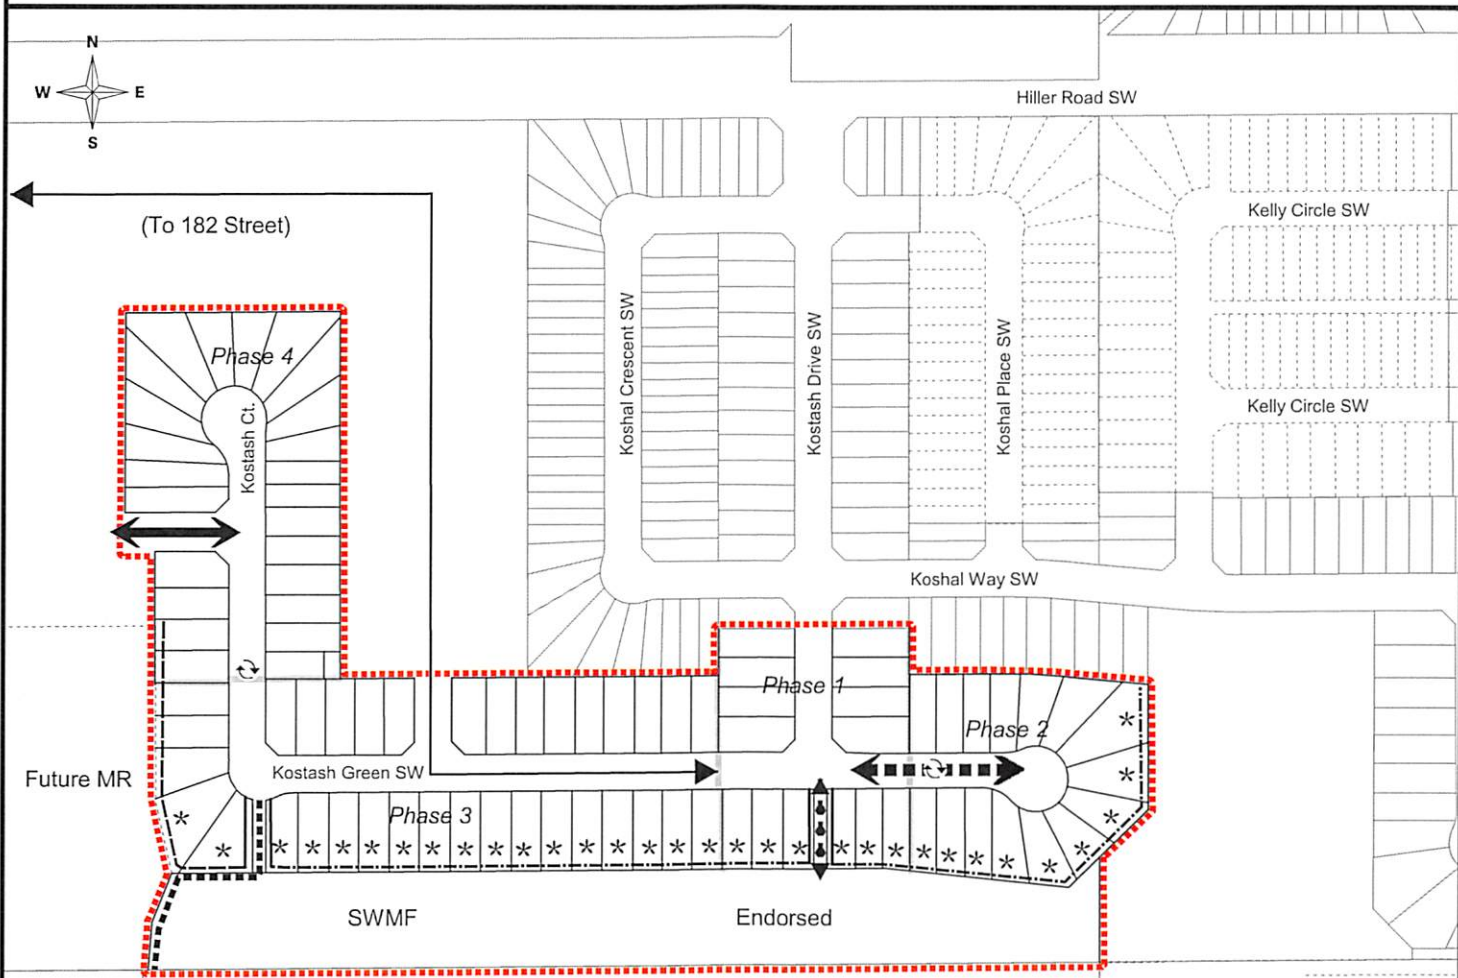 N
W E
S
Hiller Road SW
Kelly Circle SW
(To 182 Street)
Koshal Crescent SW
Kostash Drive SW
Koshal Place SW
Phase 4
Kostash Ct.
Kelly Circle SW
Koshal Way SW
Phase 1
Phase 2
Future MR
Kostash Green SW
Phase 3
SWMF
Endorsed